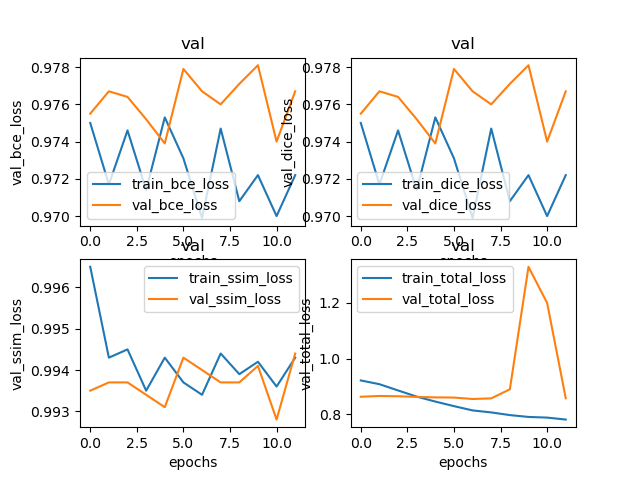 val
val_bce_loss
0.978
0.976
0.974
0.972
0.970
train_bce_loss
val_bce_loss
0.0
2.5
5.0
7.5
10.0
epochs
val
val_dice_loss
0.978
0.976
0.974
0.972
0.970
train_dice_loss
val_dice_loss
0.0
2.5
5.0
7.5
10.0
epochs
val
val_ssim_loss
0.996
0.995
0.994
0.993
train_ssim_loss
val_ssim_loss
0.0
2.5
5.0
7.5
10.0
epochs
val_total_loss
1.2
1.0
0.8
train_total_loss
val_total_loss
0.0
2.5
5.0
7.5
10.0
epochs